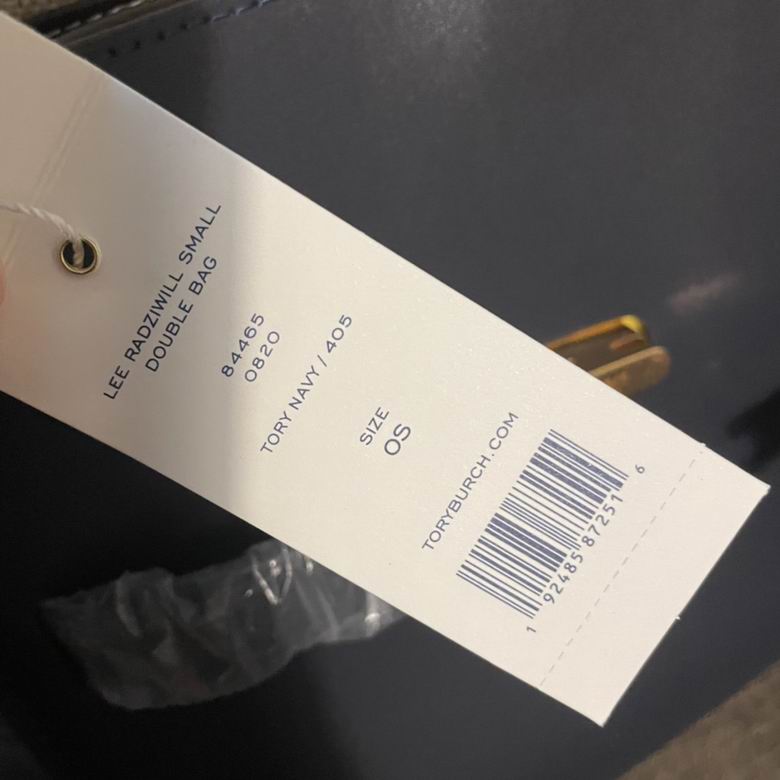 LEE RADZIWILL SMALL
DOUBLE BAG
84465
0820
TORY NAVY / 405
SIZE
OS
TORYBURCH.COM
1 92485 87251 6